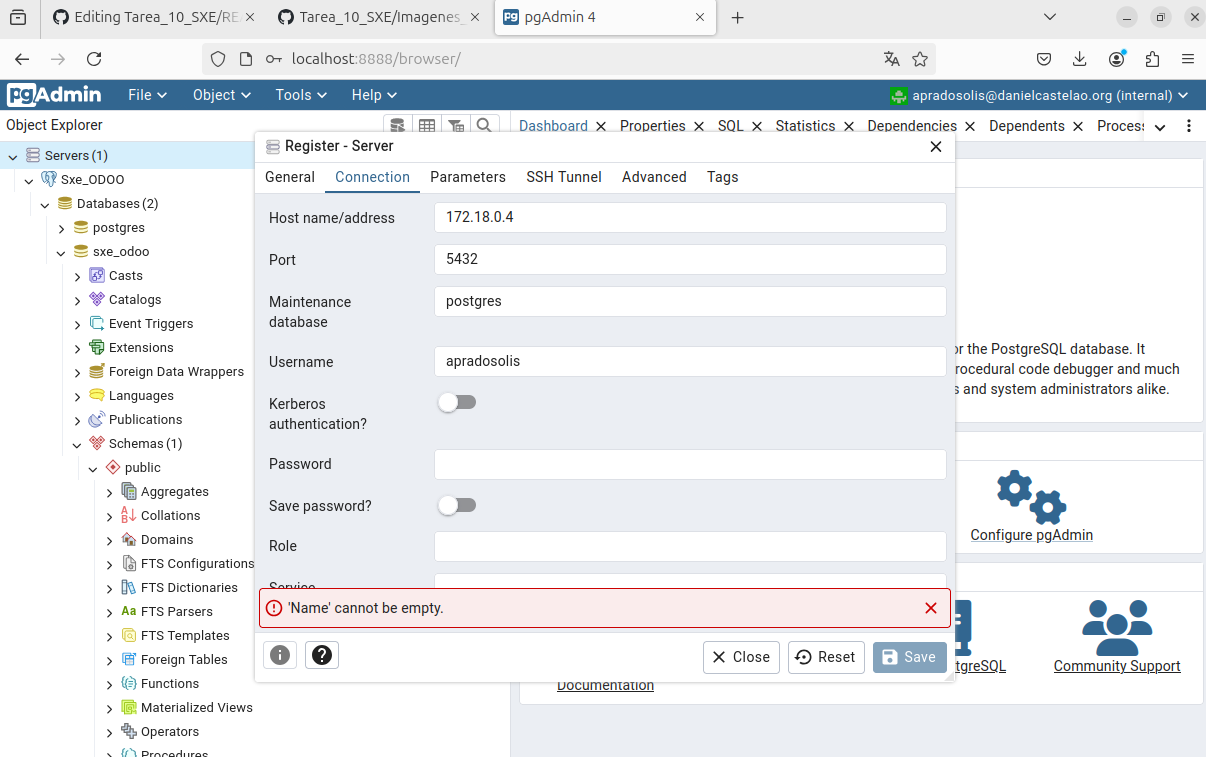 Editing Tarea_10_SXE/RE
Tarea_10_SXE/Imagenes_
pgAdmin 4
localhost:8888/browser/
pgAdmin
File
Object
Tools
Help
apradosolis@danielcastelao.org (internal)
Object Explorer
Dashboard
Properties
SQL
Statistics
Dependencies
Dependents
Process
Servers (1)
Sxe_ODOO
Databases (2)
postgres
sxe_odoo
Casts
Catalogs
Event Triggers
Extensions
Foreign Data Wrappers
Languages
Publications
Schemas (1)
public
Aggregates
Collations
Domains
FTS Configurations
FTS Dictionaries
FTS Parsers
FTS Templates
Foreign Tables
Functions
Materialized Views
Operators
Procedures
Register - Server
General
Connection
Parameters
SSH Tunnel
Advanced
Tags
Host name/address
172.18.0.4
Port
5432
Maintenance
database
postgres
Username
apradosolis
Kerberos
authentication?
Password
Save password?
Role
Service
'Name' cannot be empty.
Close
Reset
Save
or the PostgreSQL database. It
rocedural code debugger and much
s and system administrators alike.
Configure pgAdmin
tgreSQL
Documentation
Community Support